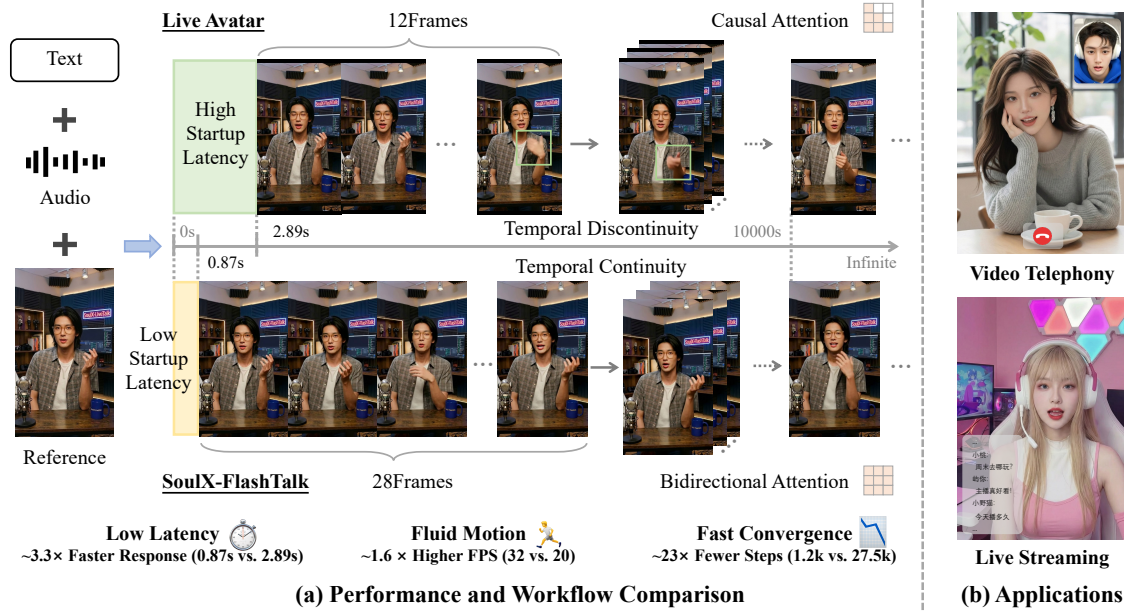 Live Avatar
12Frames
Causal Attention
Text
Audio
Reference
High
Startup
Latency
...
...
0s
2.89s
Temporal Discontinuity
10000s
0.87s
Temporal Continuity
Infinite
Low
Startup
Latency
...
...
SoulX-FlashTalk
28Frames
Bidirectional Attention
Low Latency
~3.3× Faster Response (0.87s vs. 2.89s)
Fluid Motion
~1.6 × Higher FPS (32 vs. 20)
Fast Convergence
~23× Fewer Steps (1.2k vs. 27.5k)
(a) Performance and Workflow Comparison
Video Telephony
小棋:
周末去哪玩?
屿你:
主播真好看!
小野猫:
今天播多久
Live Streaming
(b) Applications